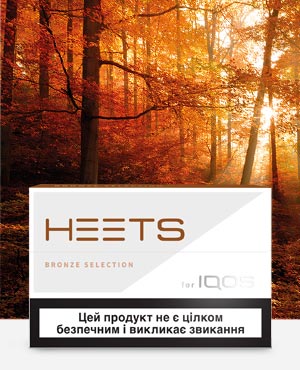 HEETS
BRONZE SELECTION
for IQOS
Цей продукт не є цілком
безпечним і викликає звикання